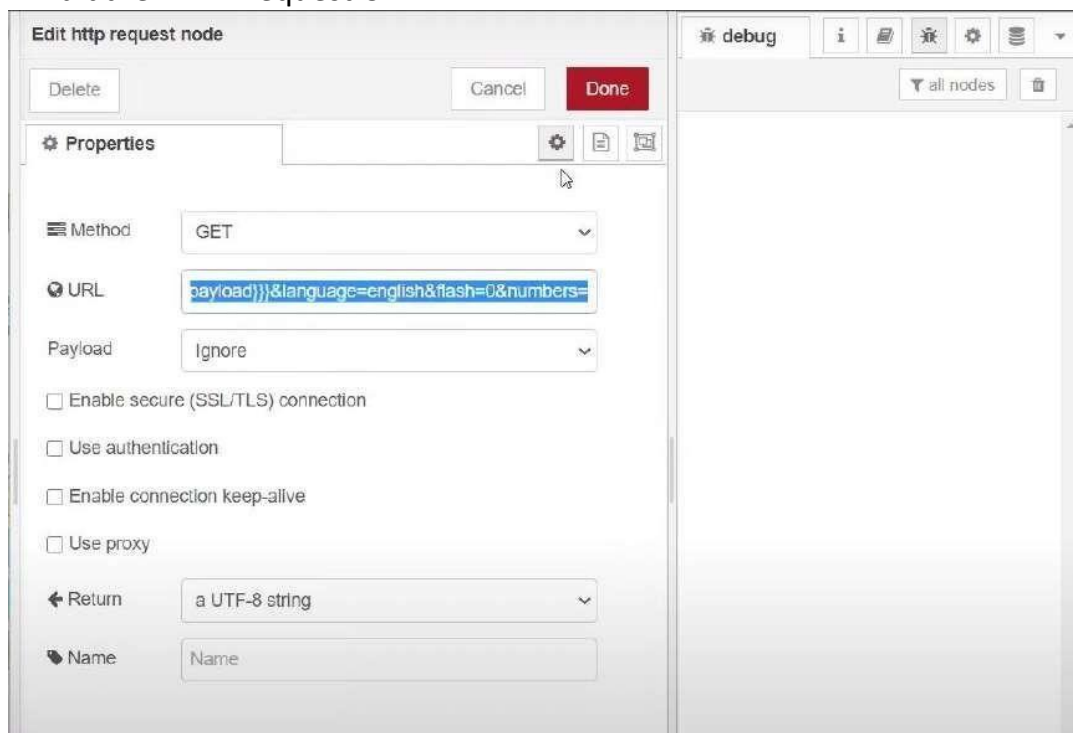 Edit http request node
debug
i
Delete
Cancel
Done
all nodes
Properties
Method
GET
URL
payload}}}&language=english&flash=0&numbers=
Payload
Ignore
Enable secure (SSL/TLS) connection
Use authentication
Enable connection keep-alive
Use proxy
Return
a UTF-8 string
Name
Name